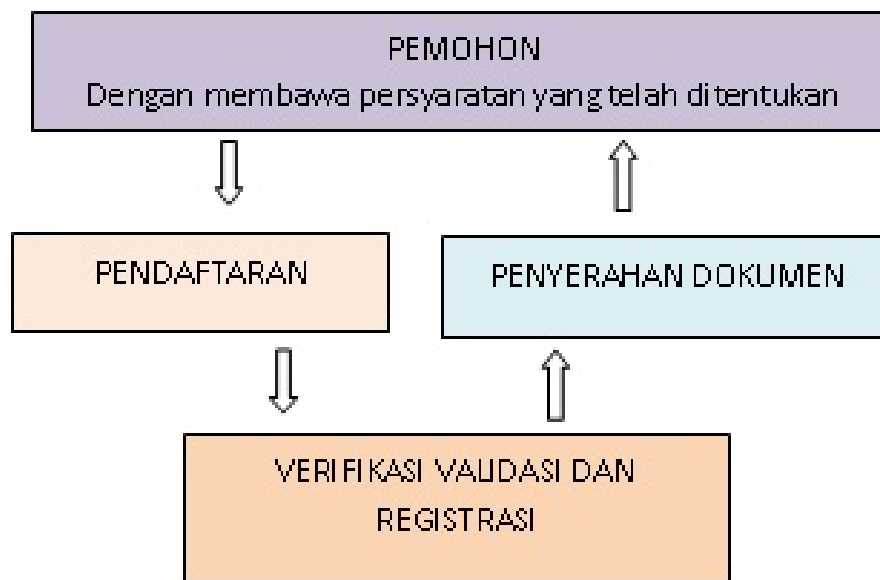 PEMOHON
Dengan membawa persyaratan yang telah ditentukan
PENDAFTARAN
PENYERAHAN DOKUMEN
VERIFIKASI VALIDASI DAN
REGISTRASI